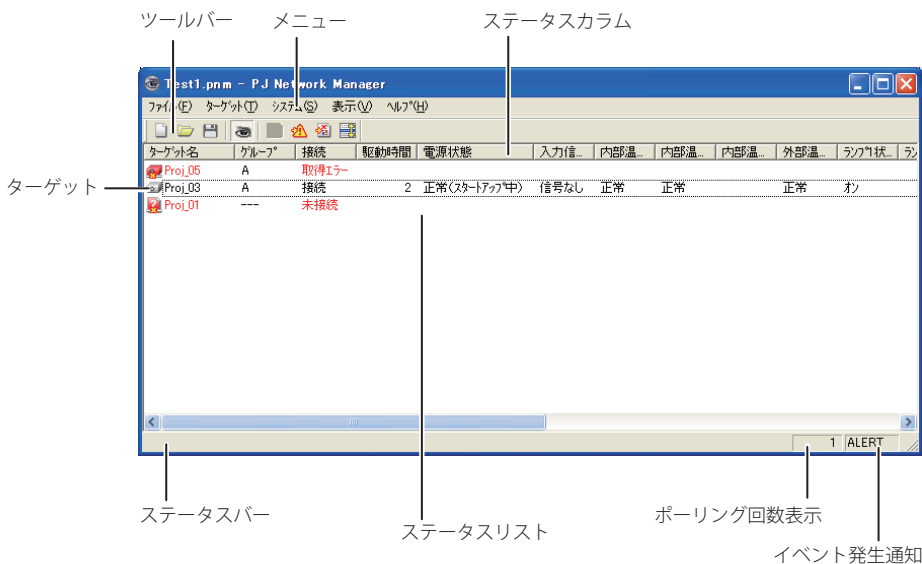 ツールバー メニュー ステータスカラム
Test1.pnm - PJ Network Manager
ファイル(F) ターゲット(T) システム(S) 表示(V) ヘルプ(H)
ターゲット名 グループ 接続 駆動時間 電源状態 入力信... 内部温... 内部温... 内部温... 外部温... ランプ1状... ラン
Proj_05 A 取得エラー
ターゲット
Proj_03 A 接続 2 正常(スタートアップ中) 信号なし 正常 正常 正常 オン
Proj_01 --- 未接続
1 ALERT
ステータスバー ステータスリスト ポーリング回数表示
イベント発生通知